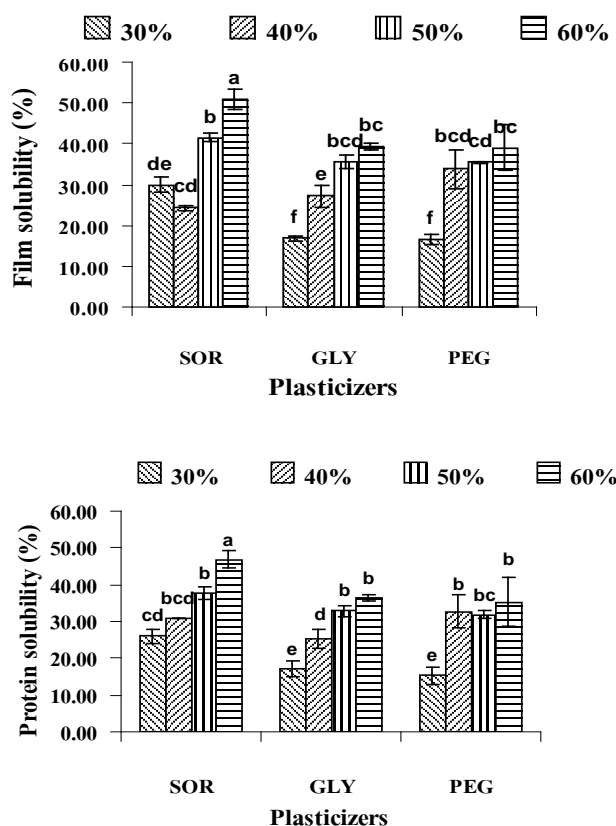 30% 40% 50% 60%
Film solubility (%)
60.00
50.00
40.00
30.00
20.00
10.00
0.00
de cd b a
f e bcd bc
f bcd cd bc
SOR GLY PEG
Plasticizers
30% 40% 50% 60%
Protein solubility (%)
60.00
50.00
40.00
30.00
20.00
10.00
0.00
cd bcd b a
e d b b
e b bc b
SOR GLY PEG
Plasticizers